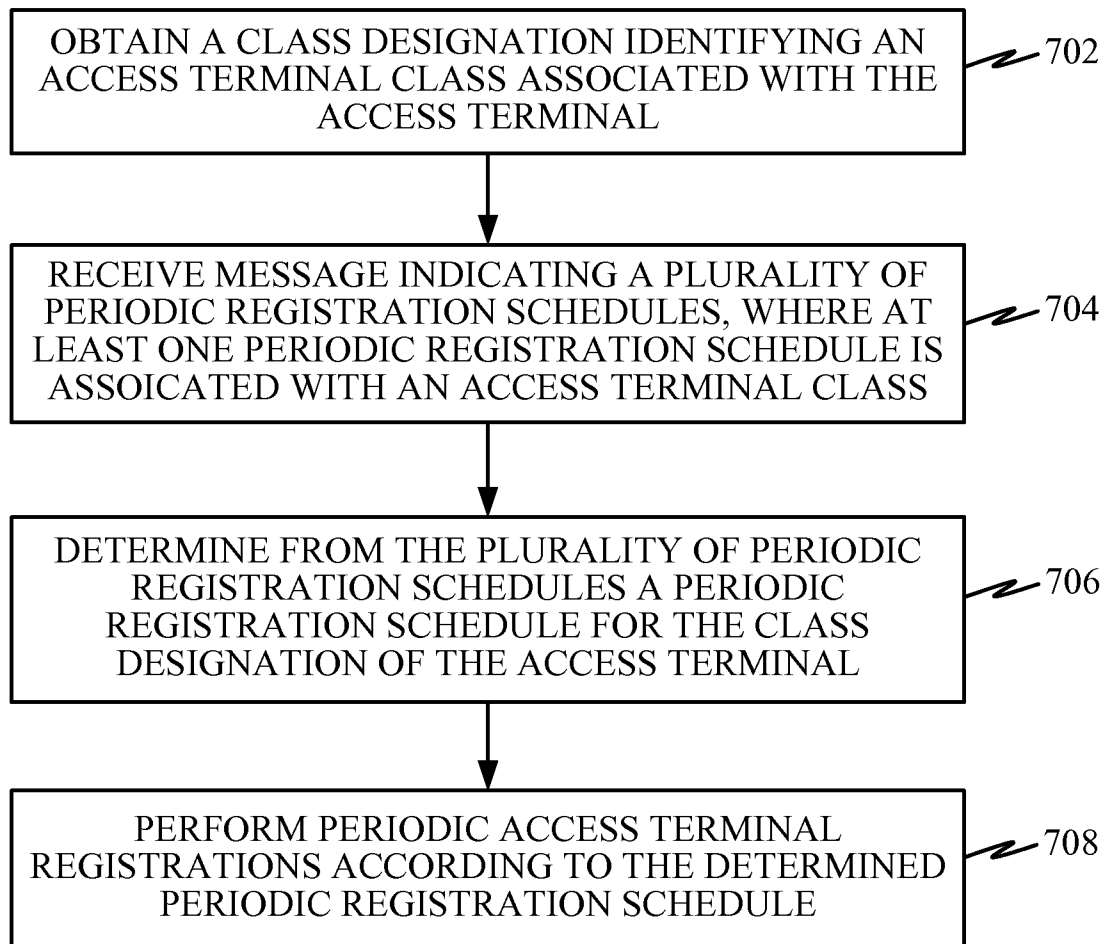 OBTAIN A CLASS DESIGNATION IDENTIFYING AN
ACCESS TERMINAL CLASS ASSOCIATED WITH THE
ACCESS TERMINAL
702
RECEIVE MESSAGE INDICATING A PLURALITY OF
PERIODIC REGISTRATION SCHEDULES, WHERE AT
LEAST ONE PERIODIC REGISTRATION SCHEDULE IS
ASSOICATED WITH AN ACCESS TERMINAL CLASS
704
DETERMINE FROM THE PLURALITY OF PERIODIC
REGISTRATION SCHEDULES A PERIODIC
REGISTRATION SCHEDULE FOR THE CLASS
DESIGNATION OF THE ACCESS TERMINAL
706
PERFORM PERIODIC ACCESS TERMINAL
REGISTRATIONS ACCORDING TO THE DETERMINED
PERIODIC REGISTRATION SCHEDULE
708